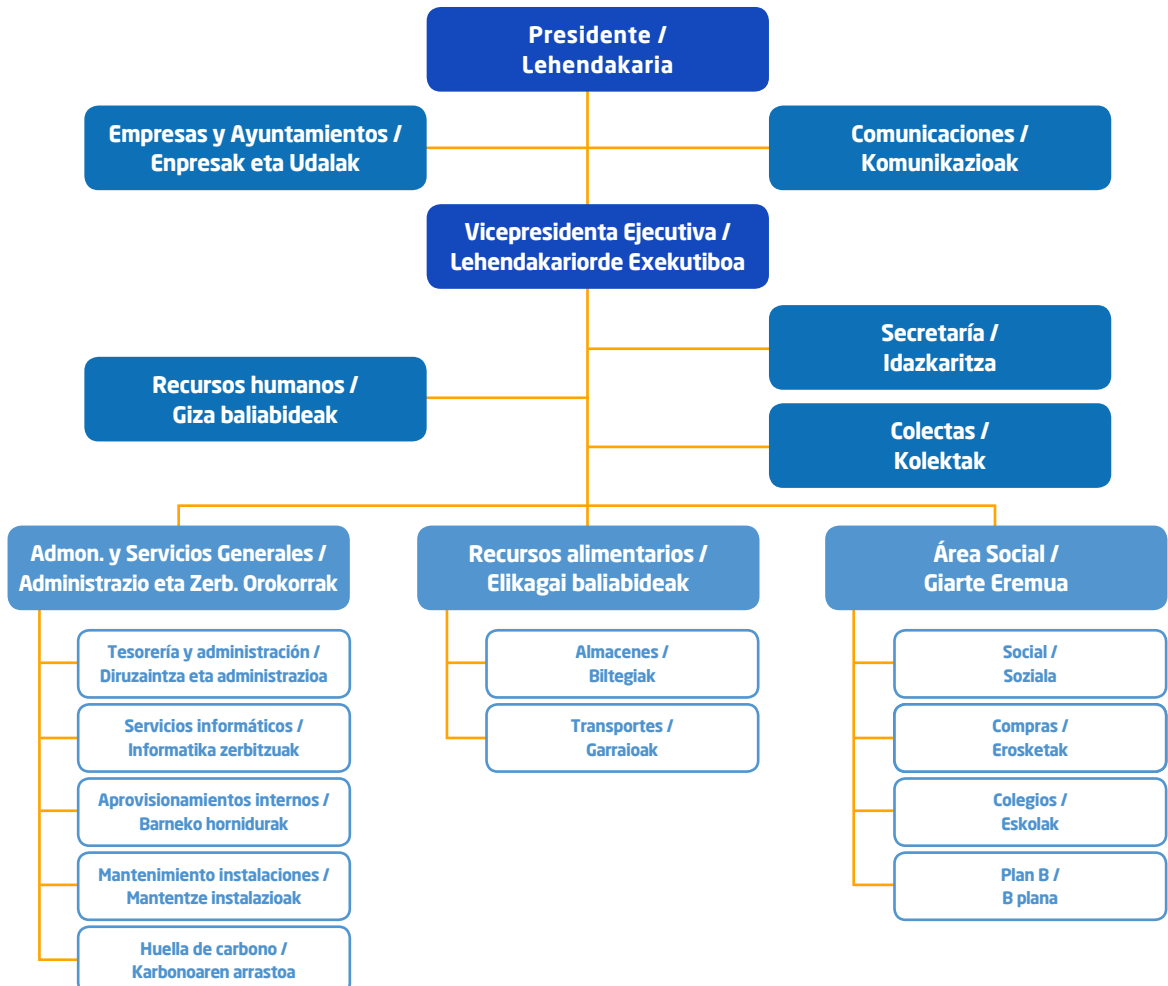 Presidente /
Lehendakaria
Empresas y Ayuntamientos /
Enpresak eta Udalak
Comunicaciones /
Komunikazioak
Vicepresidenta Ejecutiva /
Lehendakariorde Exekutiboa
Secretaría /
Idazkaritza
Recursos humanos /
Giza baliabideak
Colectas /
Kolektak
Admon. y Servicios Generales /
Administrazio eta Zerb. Orokorrak
Tesorería y administración /
Diruzaintza eta administrazioa
Servicios informáticos /
Informatika zerbitzuak
Aprovisionamientos internos /
Barneko hornidurak
Mantenimiento instalaciones /
Mantentze instalazioak
Huella de carbono /
Karbonoaren arrastoa
Recursos alimentarios /
Elikagai baliabideak
Almacenes /
Biltegiak
Transportes /
Garraioak
Área Social /
Giarte Eremua
Social /
Soziala
Compras /
Erosketak
Colegios /
Eskolak
Plan B /
B plana